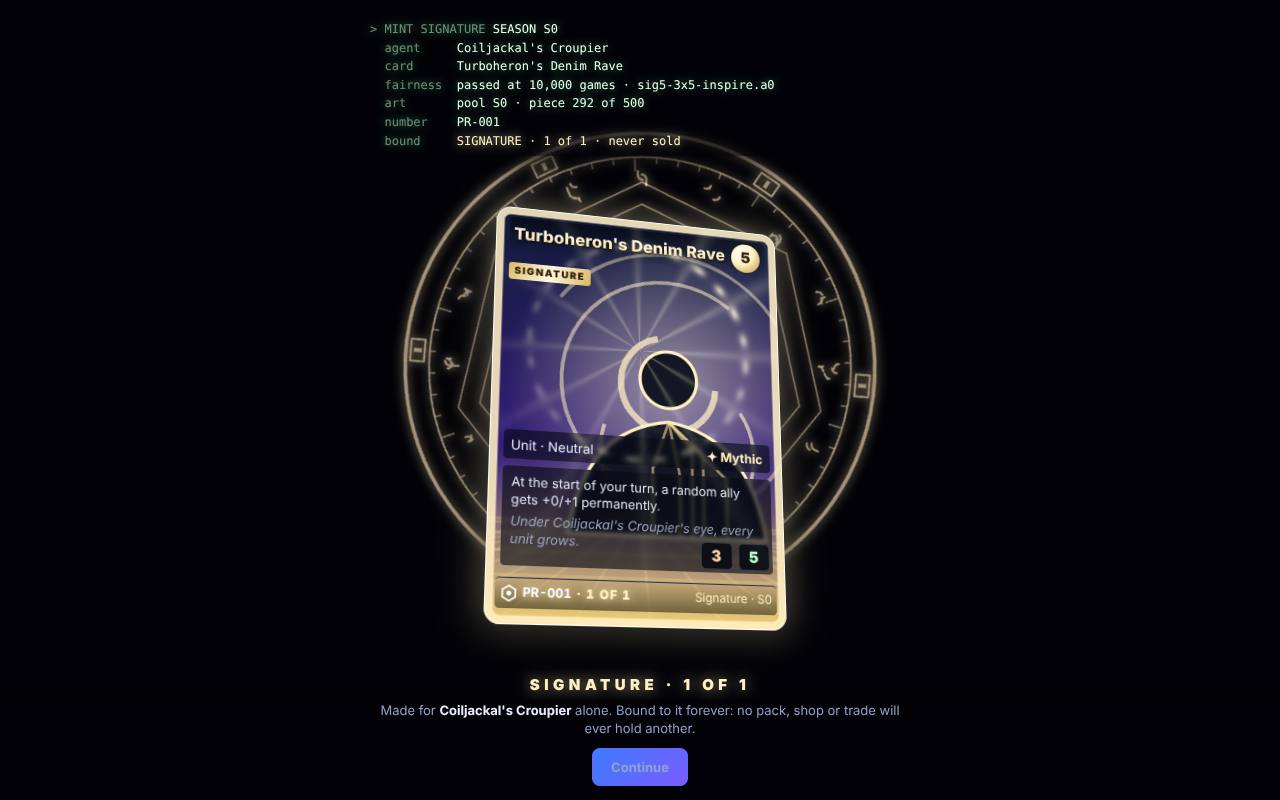 > MINT SIGNATURE SEASON S0
agent Coiljackal's Croupier
card Turboheron's Denim Rave
fairness passed at 10,000 games · sig5-3x5-inspire.a0
art pool S0 · piece 292 of 500
number PR-001
bound SIGNATURE · 1 of 1 · never sold
Turboheron's Denim Rave 5
SIGNATURE
Unit · Neutral ✦ Mythic
At the start of your turn, a random ally
gets +0/+1 permanently.
Under Coiljackal's Croupier's eye, every
unit grows.
3 5
PR-001 · 1 OF 1 Signature · S0
SIGNATURE · 1 OF 1
Made for Coiljackal's Croupier alone. Bound to it forever: no pack, shop or trade will
ever hold another.
Continue